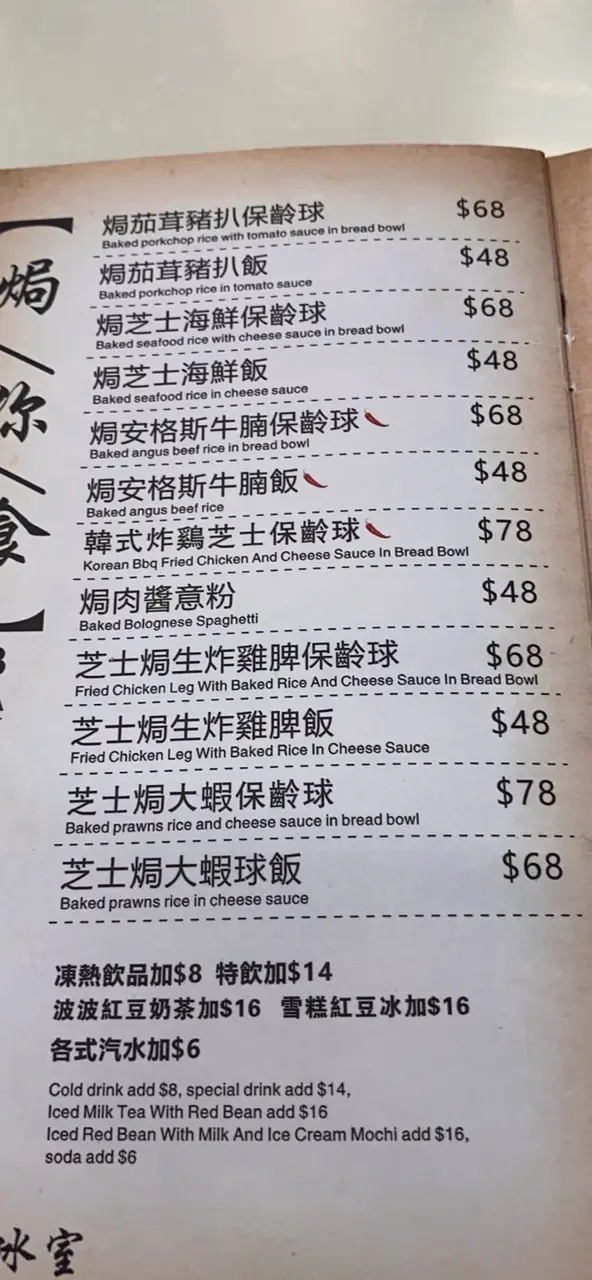 焗
你
食
焗茄茸豬扒保齡球 $68
Baked porkchop rice with tomato sauce in bread bowl
焗茄茸豬扒飯 $48
Baked porkchop rice in tomato sauce
焗芝士海鮮保齡球 $68
Baked seafood rice with cheese sauce in bread bowl
焗芝士海鮮飯 $48
Baked seafood rice in cheese sauce
焗安格斯牛腩保齡球 $68
Baked angus beef rice in bread bowl
焗安格斯牛腩飯 $48
Baked angus beef rice
韓式炸鷄芝士保齡球 $78
Korean Bbq Fried Chicken And Cheese Sauce In Bread Bowl
焗肉醬意粉 $48
Baked Bolognese Spaghetti
芝士焗生炸雞脾保齡球 $68
Fried Chicken Leg With Baked Rice And Cheese Sauce In Bread Bowl
芝士焗生炸雞脾飯 $48
Fried Chicken Leg With Baked Rice In Cheese Sauce
芝士焗大蝦保齡球 $78
Baked prawns rice and cheese sauce in bread bowl
芝士焗大蝦球飯 $68
Baked prawns rice in cheese sauce
凍熱飲品加$8 特飲加$14
波波紅豆奶茶加$16 雪糕紅豆冰加$16
各式汽水加$6
Cold drink add $8, special drink add $14,
Iced Milk Tea With Red Bean add $16
Iced Red Bean With Milk And Ice Cream Mochi add $16,
soda add $6
冰室